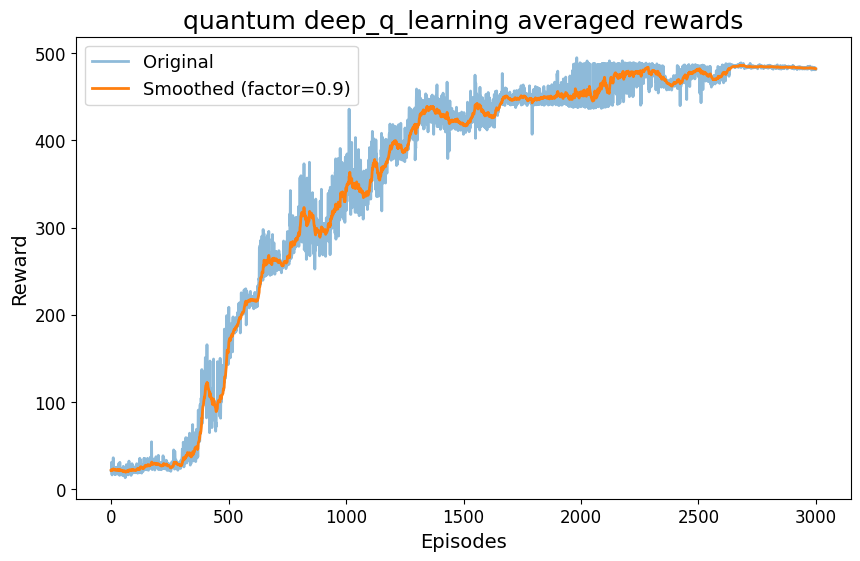 quantum deep_q_learning averaged rewards
Original
Smoothed (factor=0.9)
Reward
500
400
300
200
100
0
0 500 1000 1500 2000 2500 3000
Episodes